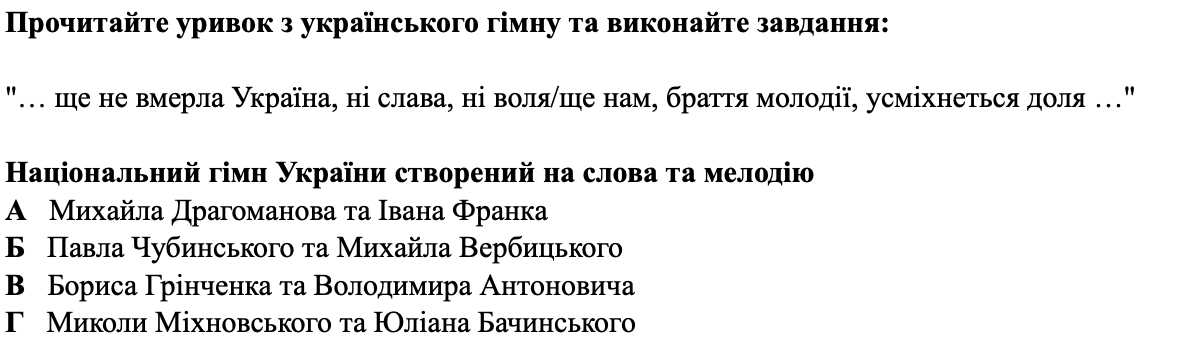 Прочитайте уривок з українського гімну та виконайте завдання:
"… ще не вмерла Україна, ні слава, ні воля/ще нам, браття молодії, усміхнеться доля …"
Національний гімн України створений на слова та мелодію
А Михайла Драгоманова та Івана Франка
Б Павла Чубинського та Михайла Вербицького
В Бориса Грінченка та Володимира Антоновича
Г Миколи Міхновського та Юліана Бачинського